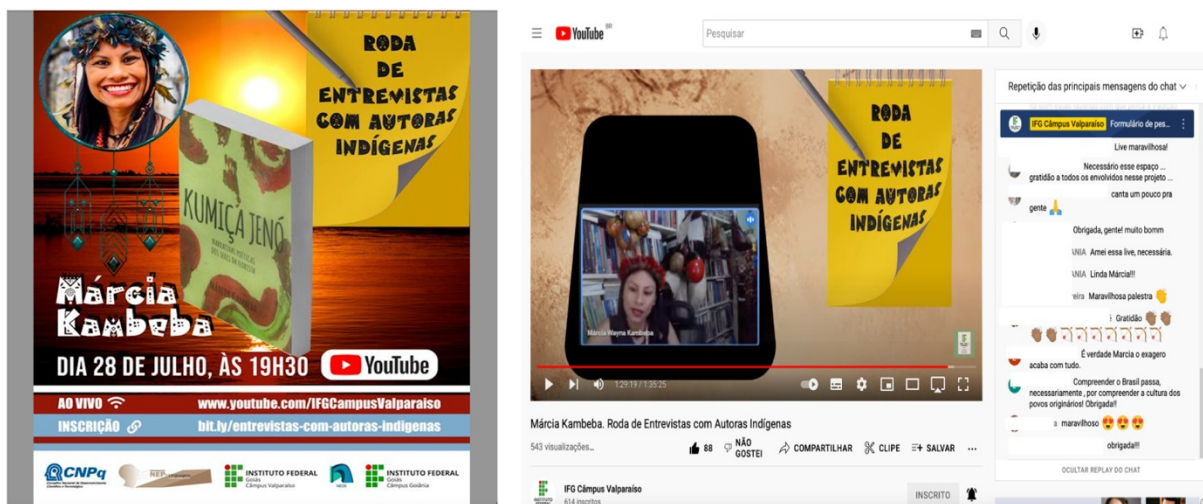 RODA
DE
ENTREVISTAS
COM AUTORAS
INDÍGENAS
KUMIÇA JENÓ
Márcia
Kambeba
DIA 28 DE JULHO, ÀS 19H30 YouTube
AO VIVO www.youtube.com/IFGCampusValparaiso
INSCRIÇÃO bit.ly/entrevistas-com-autoras-indigenas
CNPq
INSTITUTO FEDERAL
Goiás
Câmpus Valparaíso
INSTITUTO FEDERAL
Goiás
Câmpus Goiânia
YouTube BR
Pesquisar
RODA
DE
ENTREVISTAS
COM AUTORAS
INDÍGENAS
Márcia Wayna Kambeba
1:29:19 / 1:35:25
Márcia Kambeba. Roda de Entrevistas com Autoras Indígenas
543 visualizações...
88 NÃO GOSTEI COMPARTILHAR CLIPE SALVAR ...
IFG Câmpus Valparaíso
614 inscritos
INSCRITO
Repetição das principais mensagens do chat
IFG Câmpus Valparaíso Formulário de pes...
Live maravilhosa!
Necessário esse espaço ...
gratidão a todos os envolvidos nesse projeto ...
canta um pouco pra
gente 🙏
Obrigada, gente! muito bomm
ANIA Amei essa live, necessária.
ANIA Linda Márcia!!!
eira Maravilhosa palestra 👏
Gratidão
É verdade Marcia o exagero
acaba com tudo.
Compreender o Brasil passa,
necessariamente , por compreender a cultura dos
povos originários! Obrigada!!
a maravilhoso 😍😍😍
obrigada!!!
OCULTAR REPLAY DO CHAT